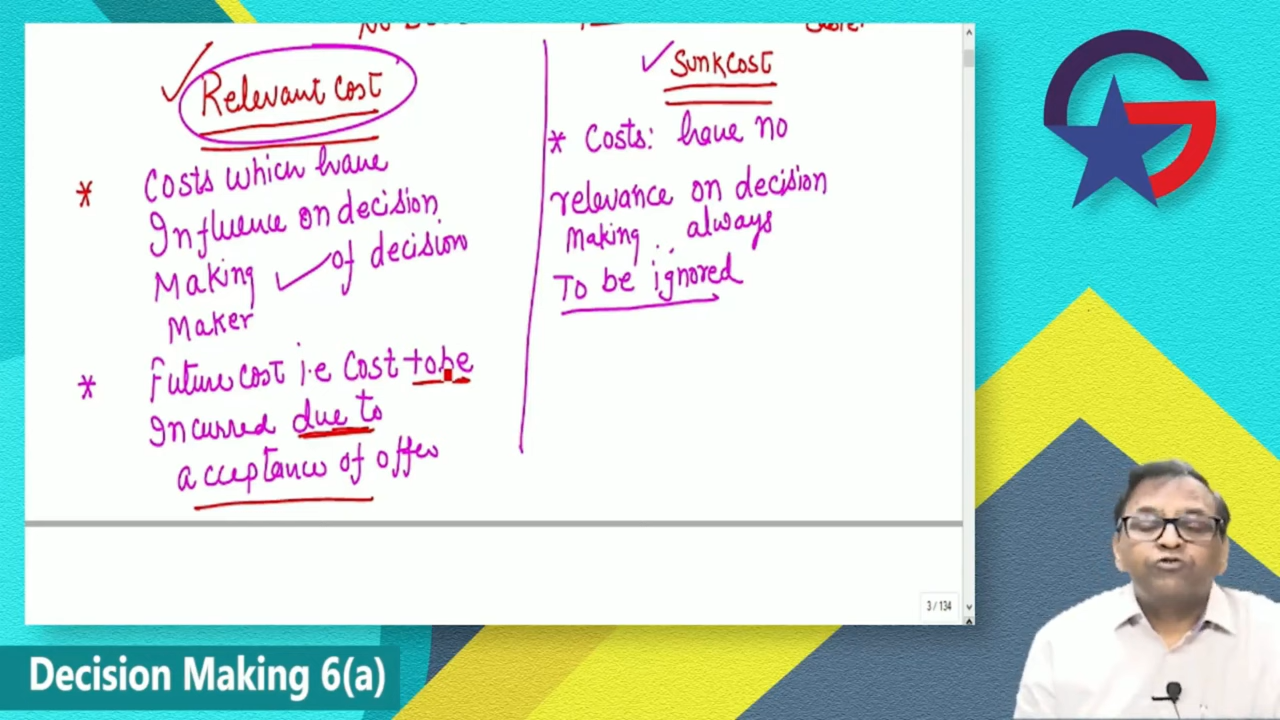 Relevant Cost
* Costs which have
Influence on decision
Making of decision
Maker
* Future cost i.e Cost to be
Incurred due to
acceptance of offer
Sunk Cost
* Costs: have no
relevance on decision
Making ∴ always
To be ignored
3 / 134
Decision Making 6(a)